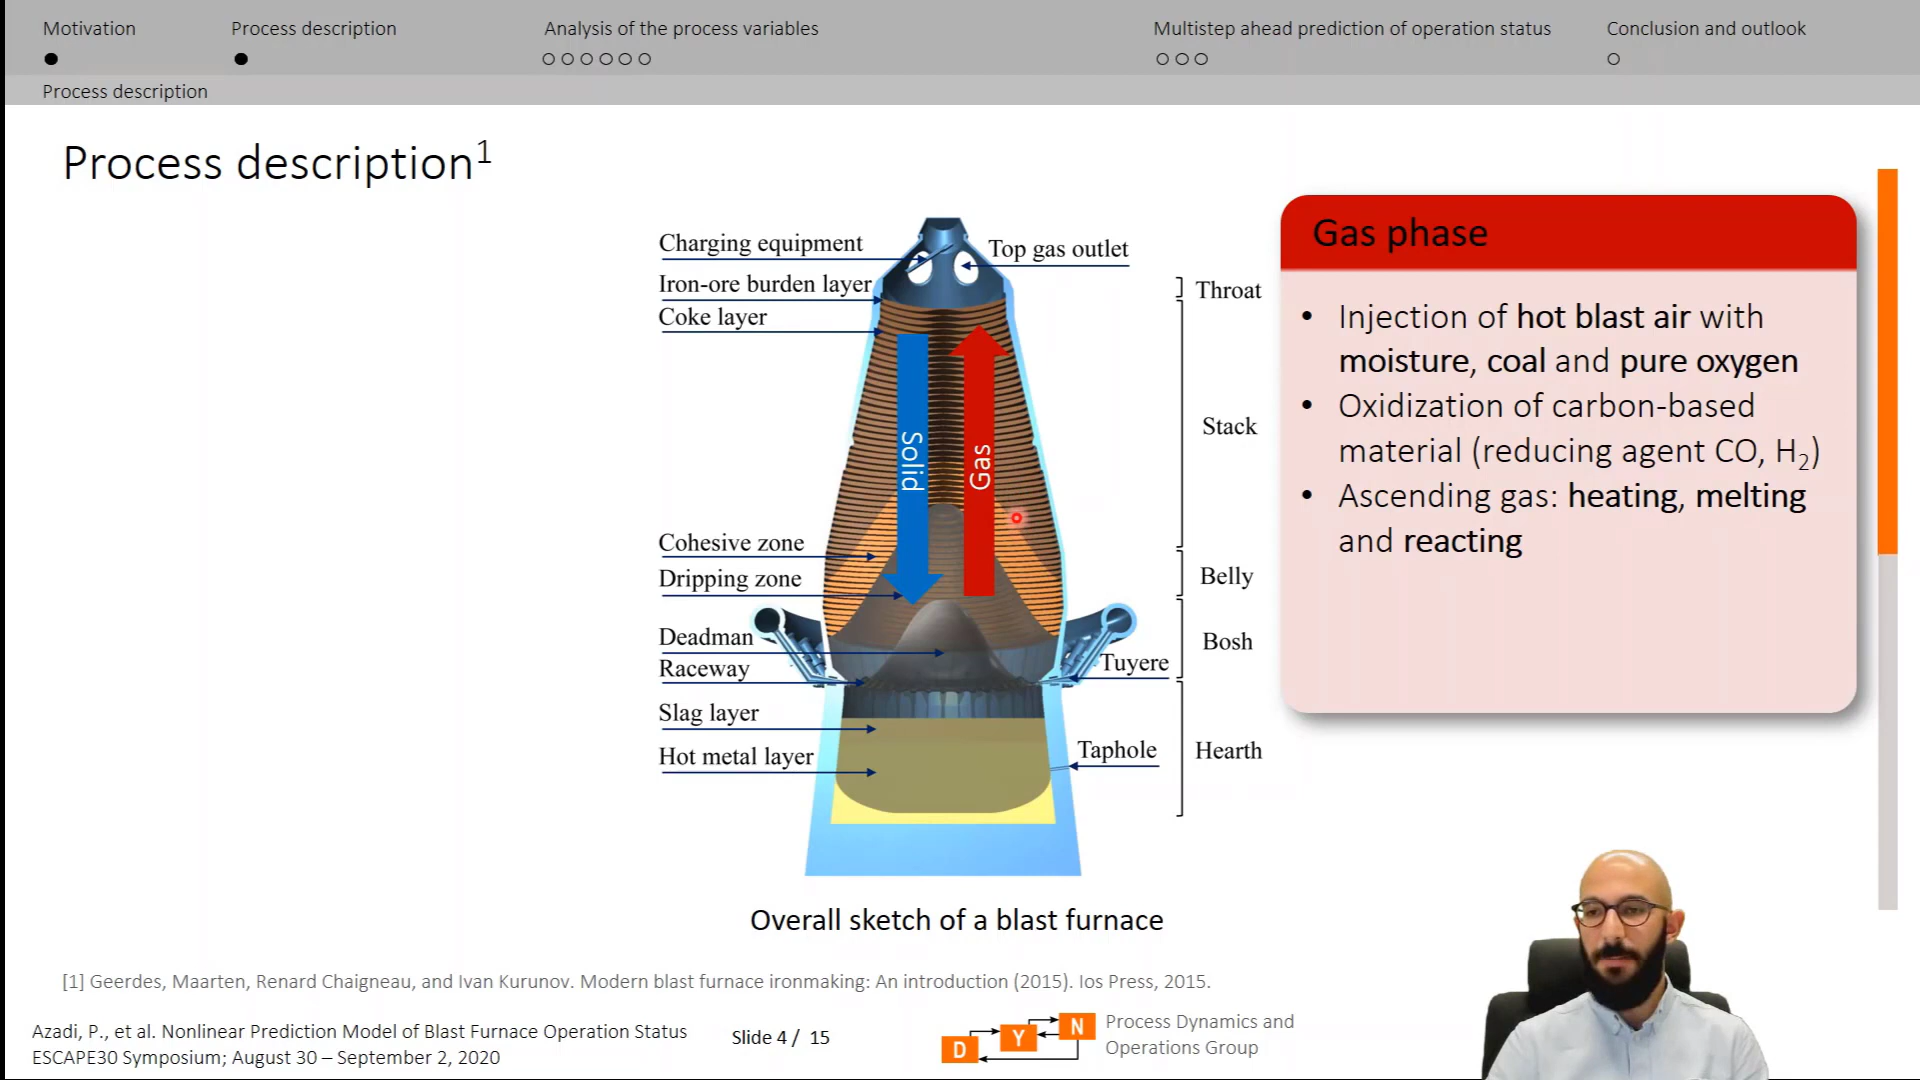 Motivation
Process description
Analysis of the process variables
Multistep ahead prediction of operation status
Conclusion and outlook
Process description
Process description1
Charging equipment
Top gas outlet
Iron-ore burden layer
Throat
Coke layer
Stack
Solid
Gas
Cohesive zone
Dripping zone
Belly
Deadman
Bosh
Raceway
Tuyere
Slag layer
Hot metal layer
Taphole
Hearth
Overall sketch of a blast furnace
Gas phase
• Injection of hot blast air with
moisture, coal and pure oxygen
• Oxidization of carbon-based
material (reducing agent CO, H2)
• Ascending gas: heating, melting
and reacting
[1] Geerdes, Maarten, Renard Chaigneau, and Ivan Kurunov. Modern blast furnace ironmaking: An introduction (2015). Ios Press, 2015.
Azadi, P., et al. Nonlinear Prediction Model of Blast Furnace Operation Status
ESCAPE30 Symposium; August 30 – September 2, 2020
Slide 4 / 15
D Y N
Process Dynamics and
Operations Group